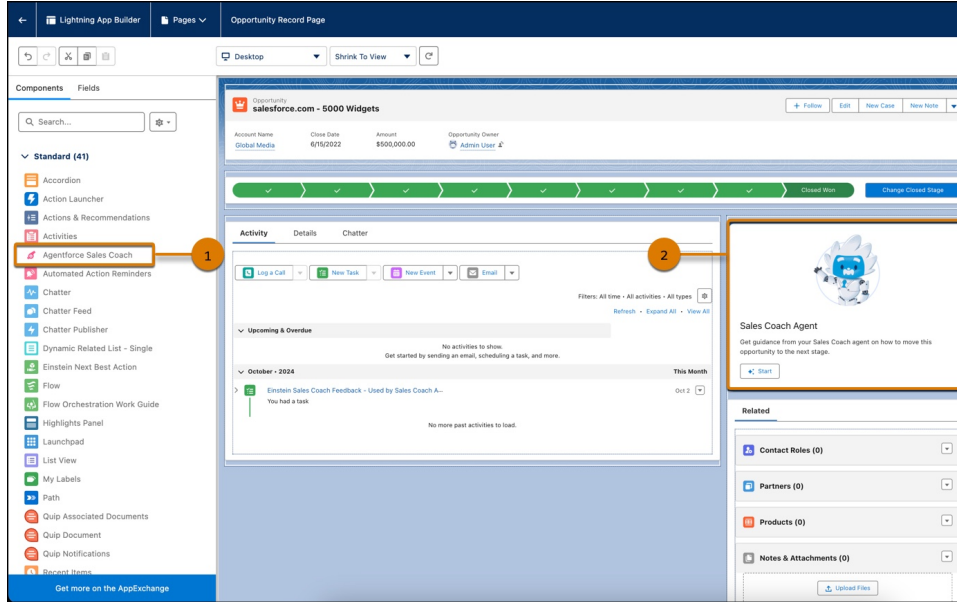 Lightning App Builder
Pages
Opportunity Record Page
Desktop
Shrink To View
Components
Fields
Search...
Standard (41)
Accordion
Action Launcher
Actions & Recommendations
Activities
Agentforce Sales Coach
Automated Action Reminders
Chatter
Chatter Feed
Chatter Publisher
Dynamic Related List - Single
Einstein Next Best Action
Flow
Flow Orchestration Work Guide
Highlights Panel
Launchpad
List View
My Labels
Path
Quip Associated Documents
Quip Document
Quip Notifications
Recent Items
Get more on the AppExchange
1
Opportunity
salesforce.com - 5000 Widgets
+ Follow
Edit
New Case
New Note
Account Name
Close Date
Amount
Opportunity Owner
Global Media
6/15/2022
$500,000.00
Admin User
Closed Won
Change Closed Stage
Activity
Details
Chatter
Log a Call
New Task
New Event
Email
Filters: All time • All activities • All types
Refresh • Expand All • View All
Upcoming & Overdue
No activities to show.
Get started by sending an email, scheduling a task, and more.
October • 2024
This Month
Einstein Sales Coach Feedback - Used by Sales Coach A...
Oct 2
You had a task
No more past activities to load.
2
Sales Coach Agent
Get guidance from your Sales Coach agent on how to move this
opportunity to the next stage.
Start
Related
Contact Roles (0)
Partners (0)
Products (0)
Notes & Attachments (0)
Upload Files